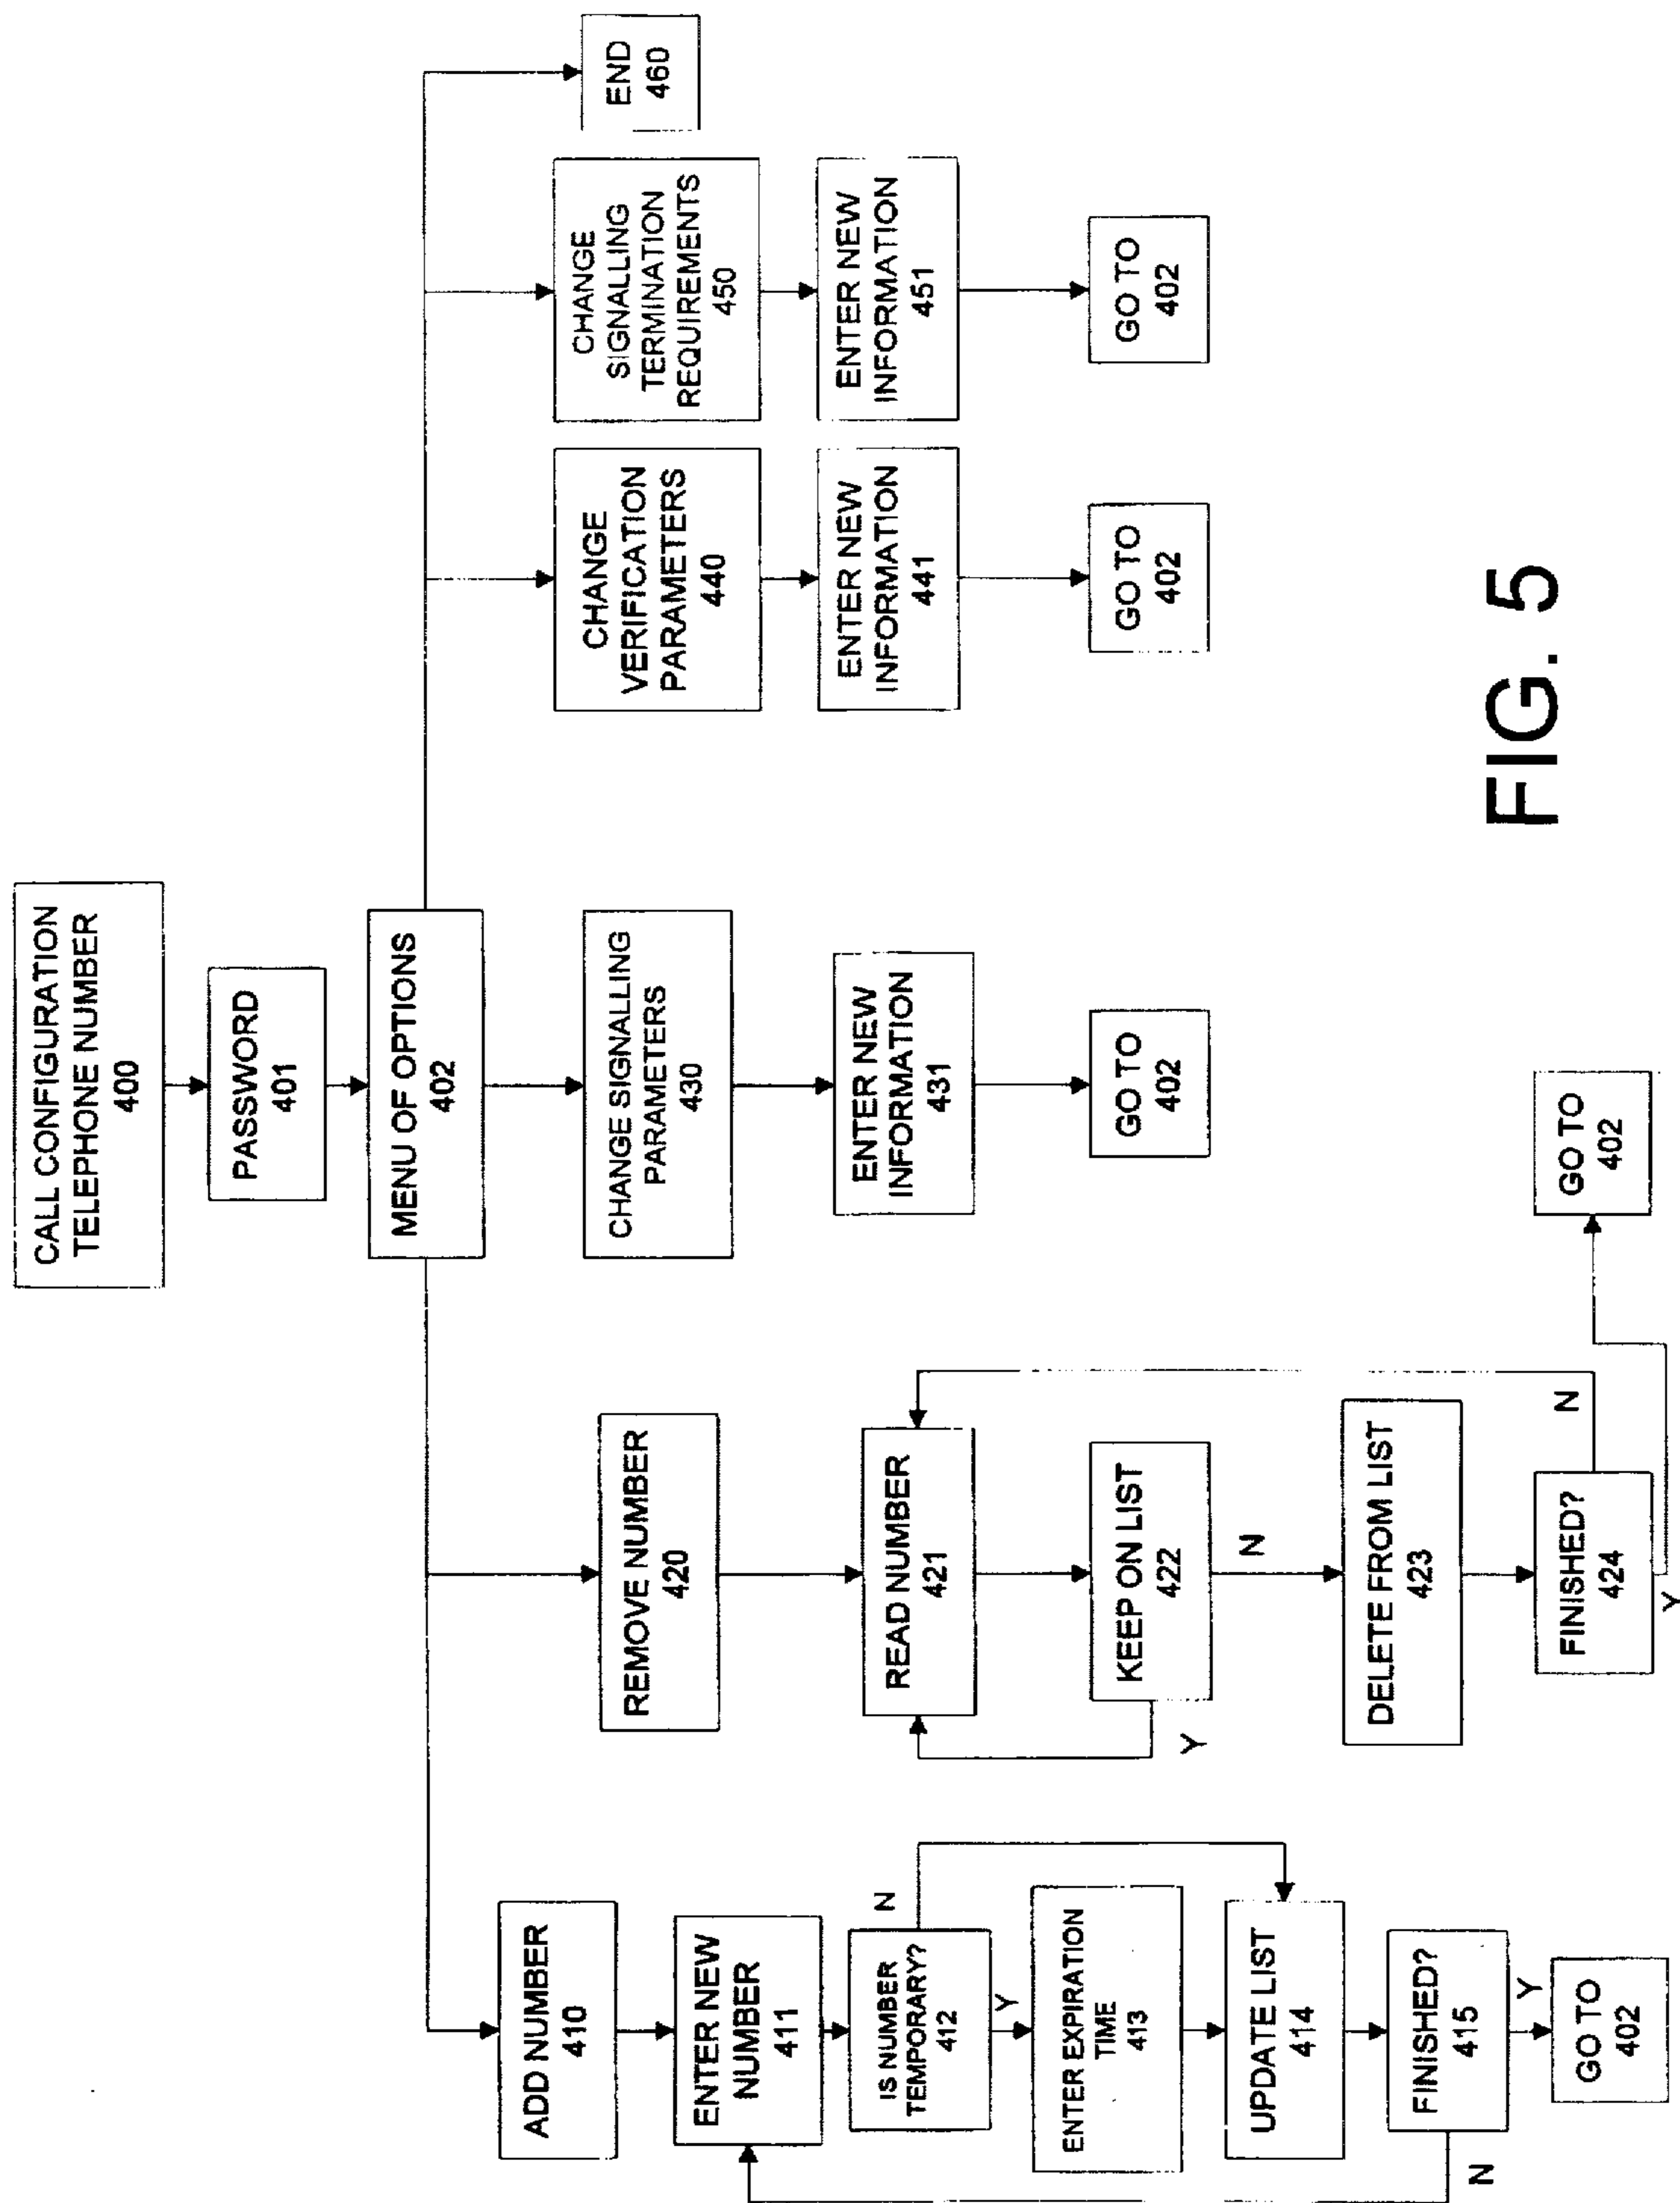 CALL CONFIGURATION
TELEPHONE NUMBER
400
PASSWORD
401
MENU OF OPTIONS
402
ADD NUMBER
410
ENTER NEW
NUMBER
411
IS NUMBER
TEMPORARY?
412
N
Y
ENTER EXPIRATION
TIME
413
UPDATE LIST
414
FINISHED?
415
N
Y
GO TO
402
REMOVE NUMBER
420
READ NUMBER
421
KEEP ON LIST
422
Y
N
DELETE FROM LIST
423
FINISHED?
424
N
Y
GO TO
402
CHANGE SIGNALLING
PARAMETERS
430
ENTER NEW
INFORMATION
431
GO TO
402
CHANGE
VERIFICATION
PARAMETERS
440
ENTER NEW
INFORMATION
441
GO TO
402
CHANGE
SIGNALLING
TERMINATION
REQUIREMENTS
450
ENTER NEW
INFORMATION
451
GO TO
402
END
460
FIG. 5